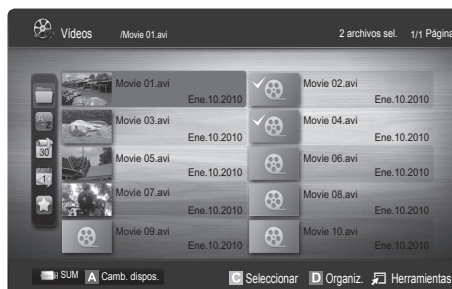 Vídeos /Movie 01.avi 2 archivos sel. 1/1 Página
Movie 01.avi Movie 02.avi
Ene.10.2010 Ene.10.2010
Movie 03.avi Movie 04.avi
Ene.10.2010 Ene.10.2010
Movie 05.avi Movie 06.avi
Ene.10.2010 Ene.10.2010
Movie 07.avi Movie 08.avi
Ene.10.2010 Ene.10.2010
Movie 09.avi Movie 10.avi
Ene.10.2010 Ene.10.2010
30
1
SUM A Camb. dispos. C Seleccionar D Organiz. Herramientas